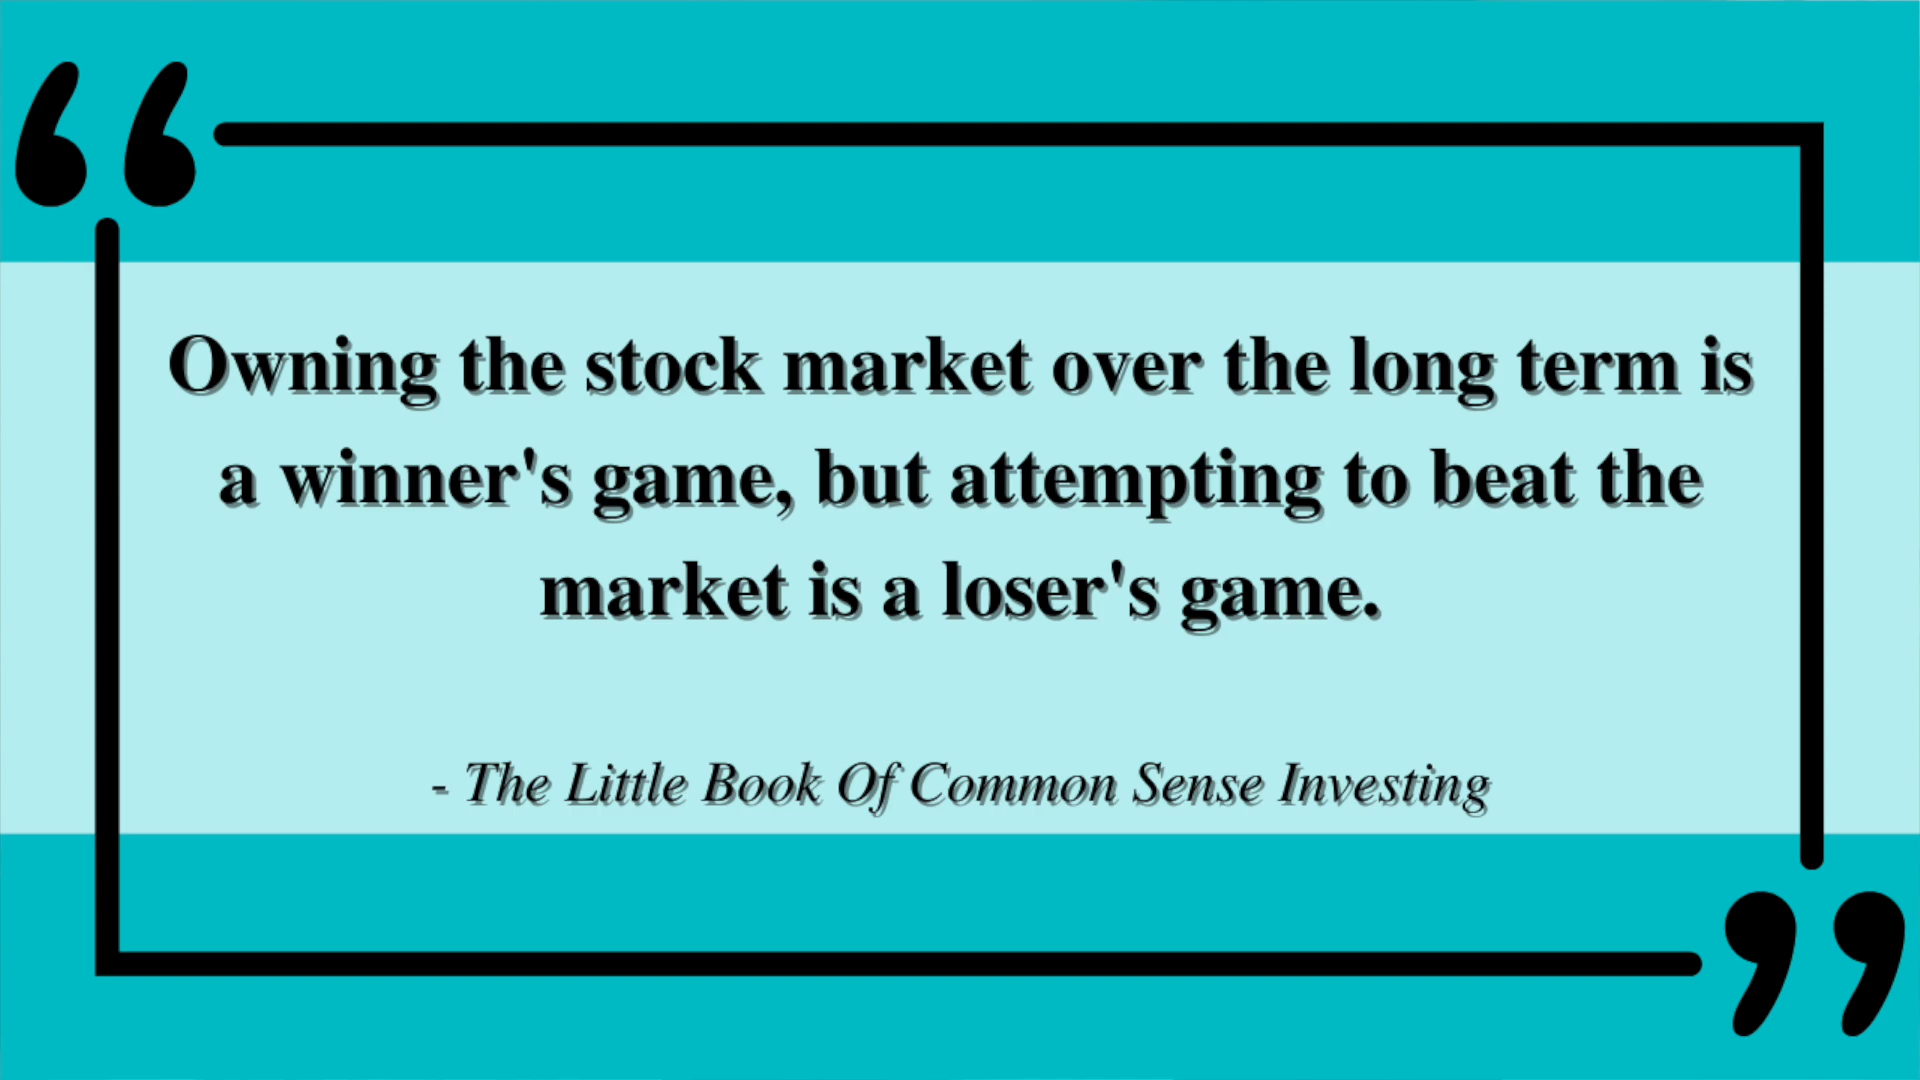 Owning the stock market over the long term is
a winner's game, but attempting to beat the
market is a loser's game.
- The Little Book Of Common Sense Investing